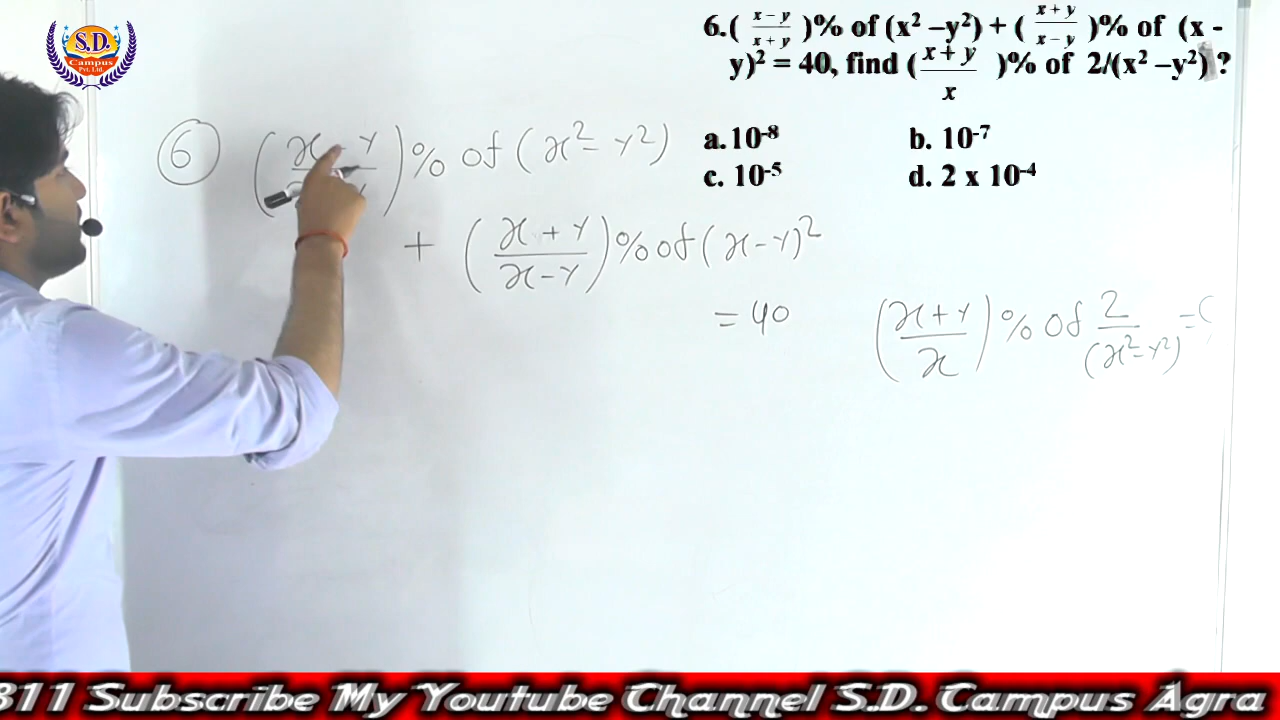 S.D.
Campus
Pvt. Ltd.
6.( x – y / x + y )% of (x² –y²) + ( x + y / x – y )% of (x -
y)² = 40, find ( x + y / x )% of 2/(x² –y²) ?
a. 10⁻⁸ b. 10⁻⁷
c. 10⁻⁵ d. 2 x 10⁻⁴
6 ( x - y / )% of (x² - y²)
+ ( x + y / x - y )% of (x - y)²
= 40
( x + y / x )% of 2 / (x² - y²) =
311 Subscribe My Youtube Channel S.D. Campus Agra